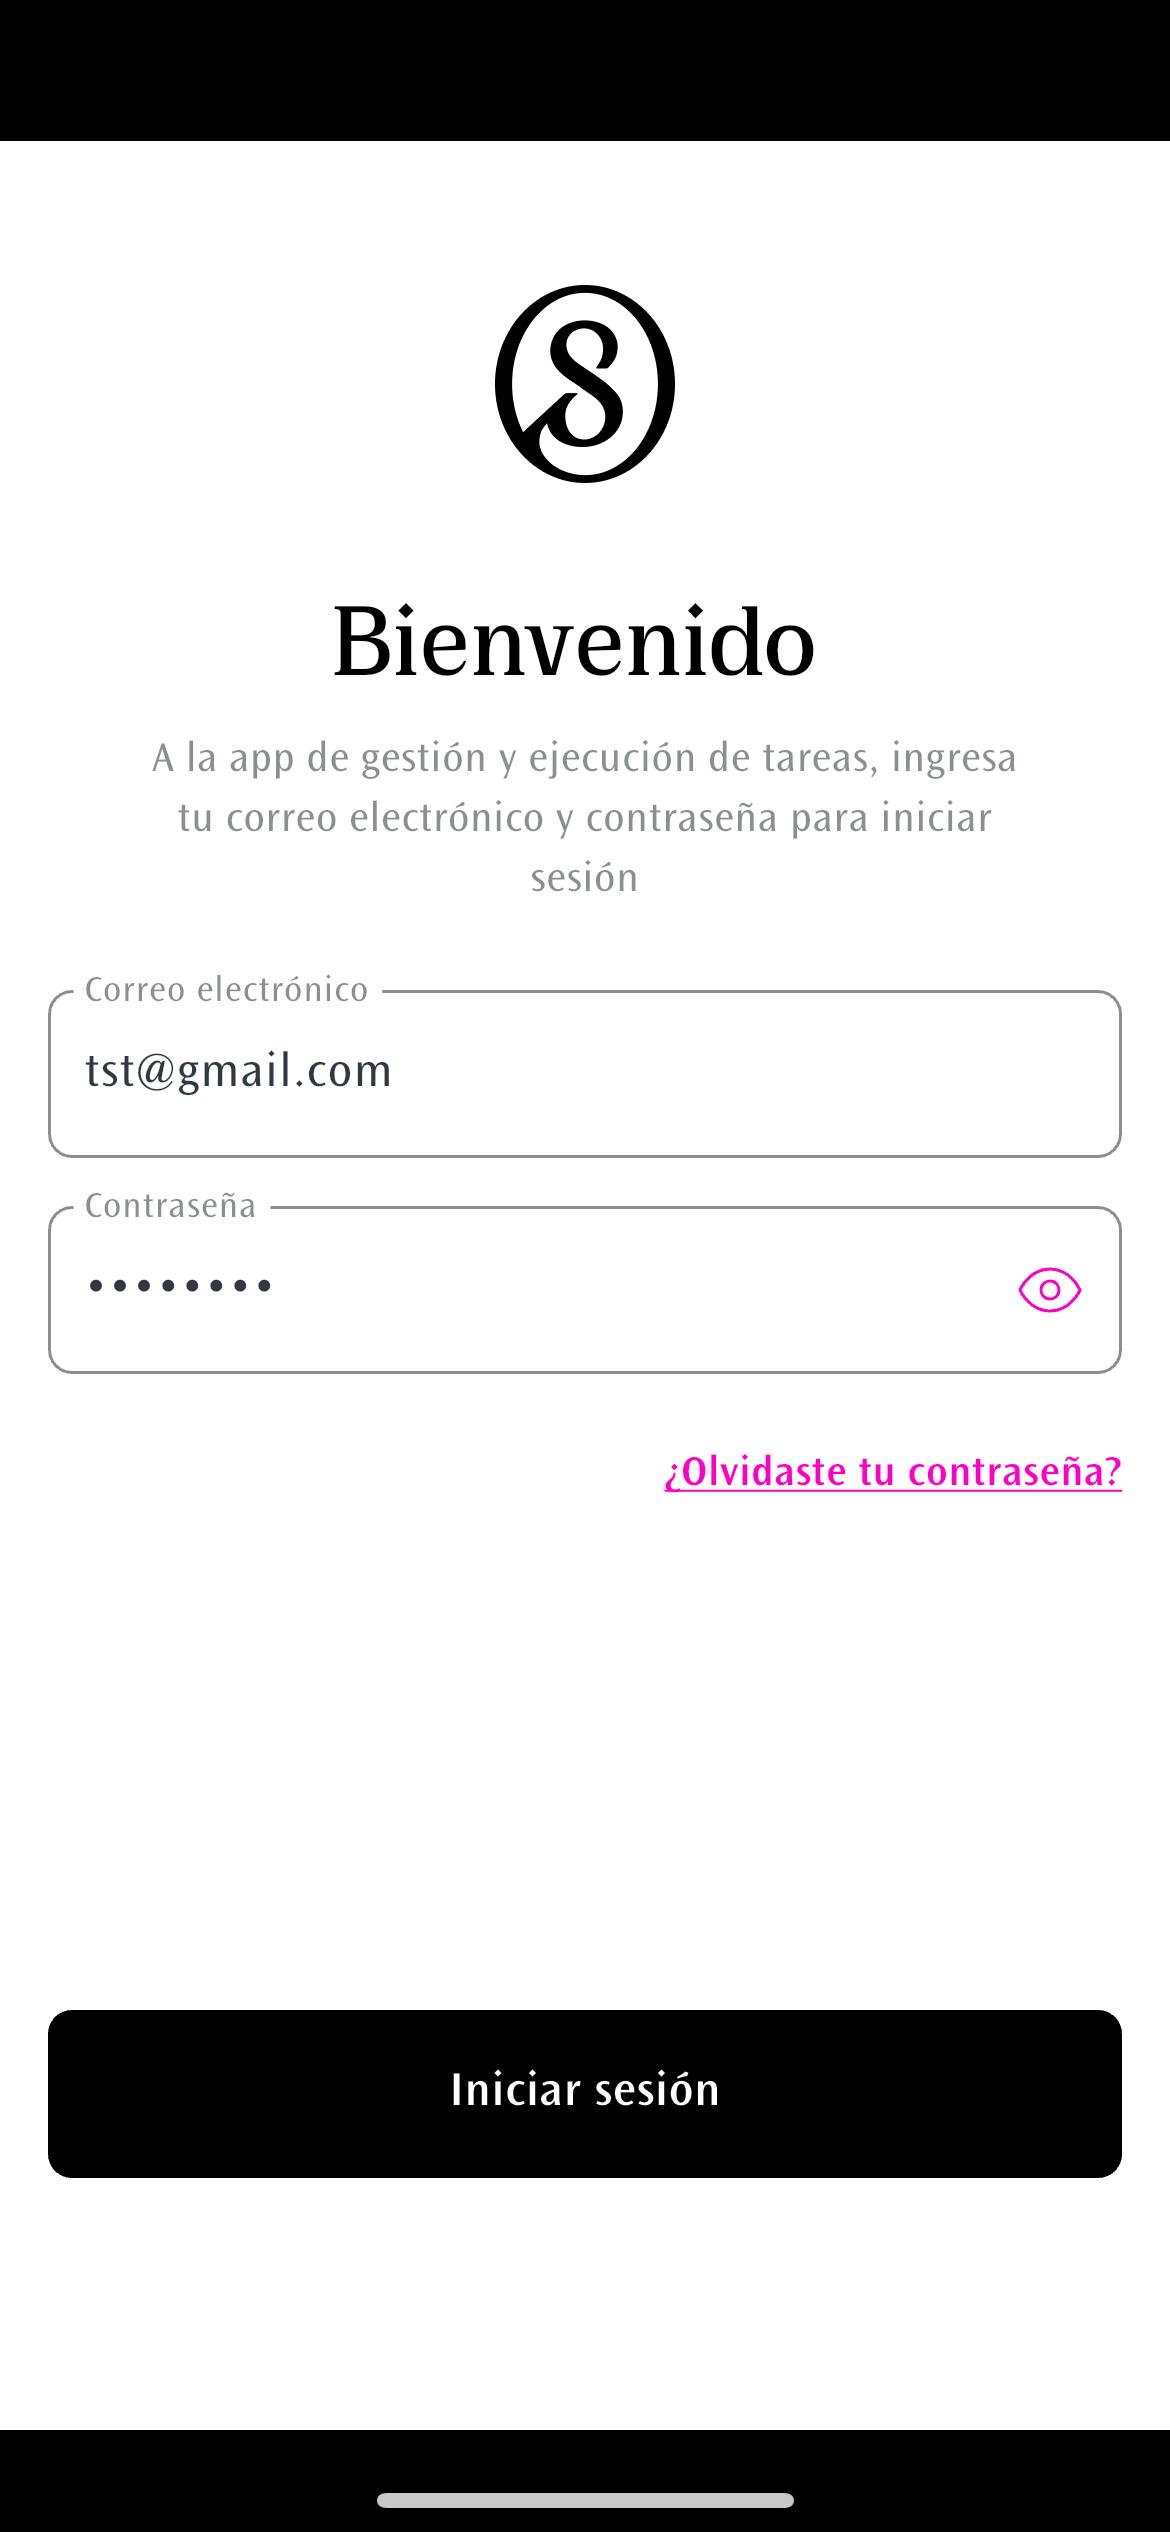 S
Bienvenido
A la app de gestión y ejecución de tareas, ingresa
tu correo electrónico y contraseña para iniciar
sesión
Correo electrónico
tst@gmail.com
Contraseña
••••••••
¿Olvidaste tu contraseña?
Iniciar sesión